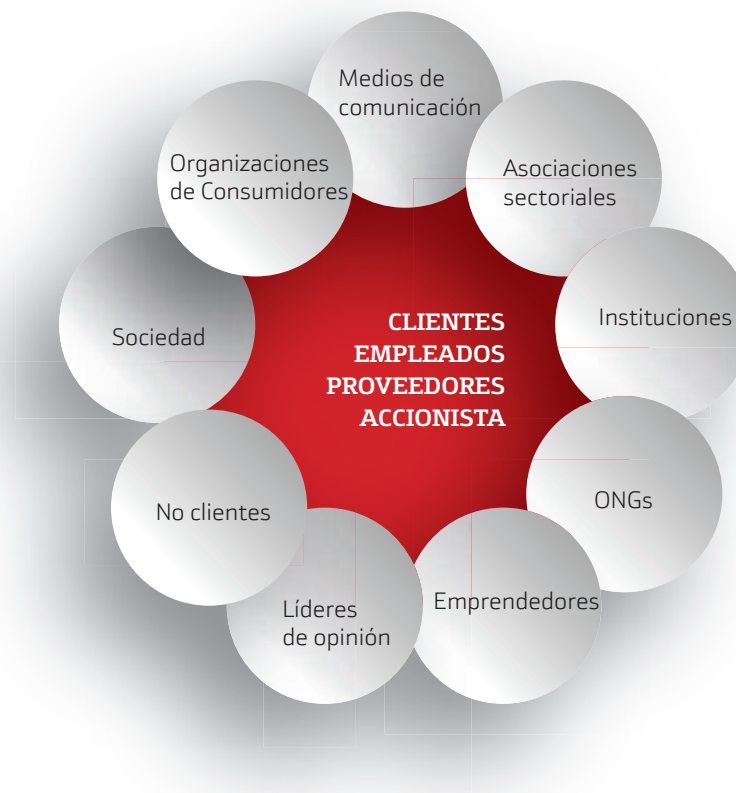 Medios de
comunicación
Organizaciones
de Consumidores
Asociaciones
sectoriales
Sociedad
CLIENTES
EMPLEADOS
PROVEEDORES
ACCIONISTA
Instituciones
No clientes
ONGs
Líderes
de opinión
Emprendedores